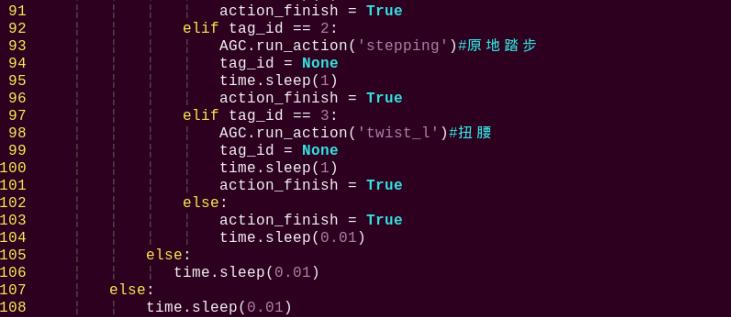 91                     action_finish = True
92                 elif tag_id == 2:
93                     AGC.run_action('stepping')#原地踏步
94                     tag_id = None
95                     time.sleep(1)
96                     action_finish = True
97                 elif tag_id == 3:
98                     AGC.run_action('twist_l')#扭腰
99                     tag_id = None
100                     time.sleep(1)
101                     action_finish = True
102                 else:
103                     action_finish = True
104                     time.sleep(0.01)
105             else:
106                time.sleep(0.01)
107         else:
108             time.sleep(0.01)